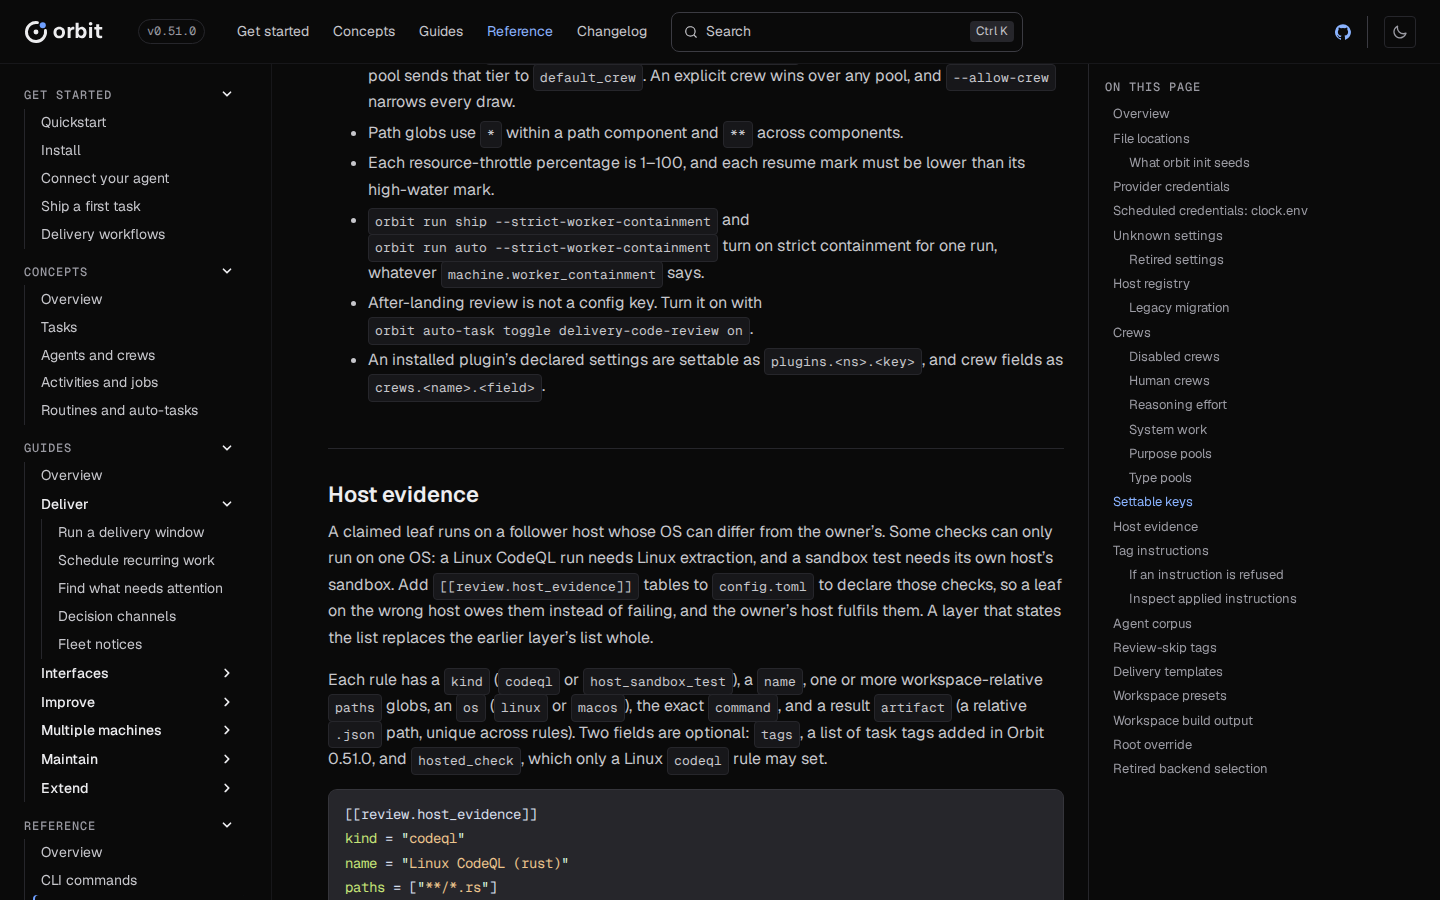 orbit
v0.51.0
Get started
Concepts
Guides
Reference
Changelog
Search
Ctrl K
GET STARTED
Quickstart
Install
Connect your agent
Ship a first task
Delivery workflows
CONCEPTS
Overview
Tasks
Agents and crews
Activities and jobs
Routines and auto-tasks
GUIDES
Overview
Deliver
Run a delivery window
Schedule recurring work
Find what needs attention
Decision channels
Fleet notices
Interfaces
Improve
Multiple machines
Maintain
Extend
REFERENCE
Overview
CLI commands
pool sends that tier to default_crew. An explicit crew wins over any pool, and --allow-crew
narrows every draw.
• Path globs use * within a path component and ** across components.
• Each resource-throttle percentage is 1–100, and each resume mark must be lower than its
high-water mark.
• orbit run ship --strict-worker-containment and
orbit run auto --strict-worker-containment turn on strict containment for one run,
whatever machine.worker_containment says.
• After-landing review is not a config key. Turn it on with
orbit auto-task toggle delivery-code-review on.
• An installed plugin’s declared settings are settable as plugins.<ns>.<key>, and crew fields as
crews.<name>.<field>.
Host evidence
A claimed leaf runs on a follower host whose OS can differ from the owner’s. Some checks can only
run on one OS: a Linux CodeQL run needs Linux extraction, and a sandbox test needs its own host’s
sandbox. Add [[review.host_evidence]] tables to config.toml to declare those checks, so a leaf
on the wrong host owes them instead of failing, and the owner’s host fulfils them. A layer that states
the list replaces the earlier layer’s list whole.
Each rule has a kind (codeql or host_sandbox_test), a name, one or more workspace-relative
paths globs, an os (linux or macos), the exact command, and a result artifact (a relative
.json path, unique across rules). Two fields are optional: tags, a list of task tags added in Orbit
0.51.0, and hosted_check, which only a Linux codeql rule may set.
[[review.host_evidence]]
kind = "codeql"
name = "Linux CodeQL (rust)"
paths = ["**/*.rs"]
ON THIS PAGE
Overview
File locations
What orbit init seeds
Provider credentials
Scheduled credentials: clock.env
Unknown settings
Retired settings
Host registry
Legacy migration
Crews
Disabled crews
Human crews
Reasoning effort
System work
Purpose pools
Type pools
Settable keys
Host evidence
Tag instructions
If an instruction is refused
Inspect applied instructions
Agent corpus
Review-skip tags
Delivery templates
Workspace presets
Workspace build output
Root override
Retired backend selection